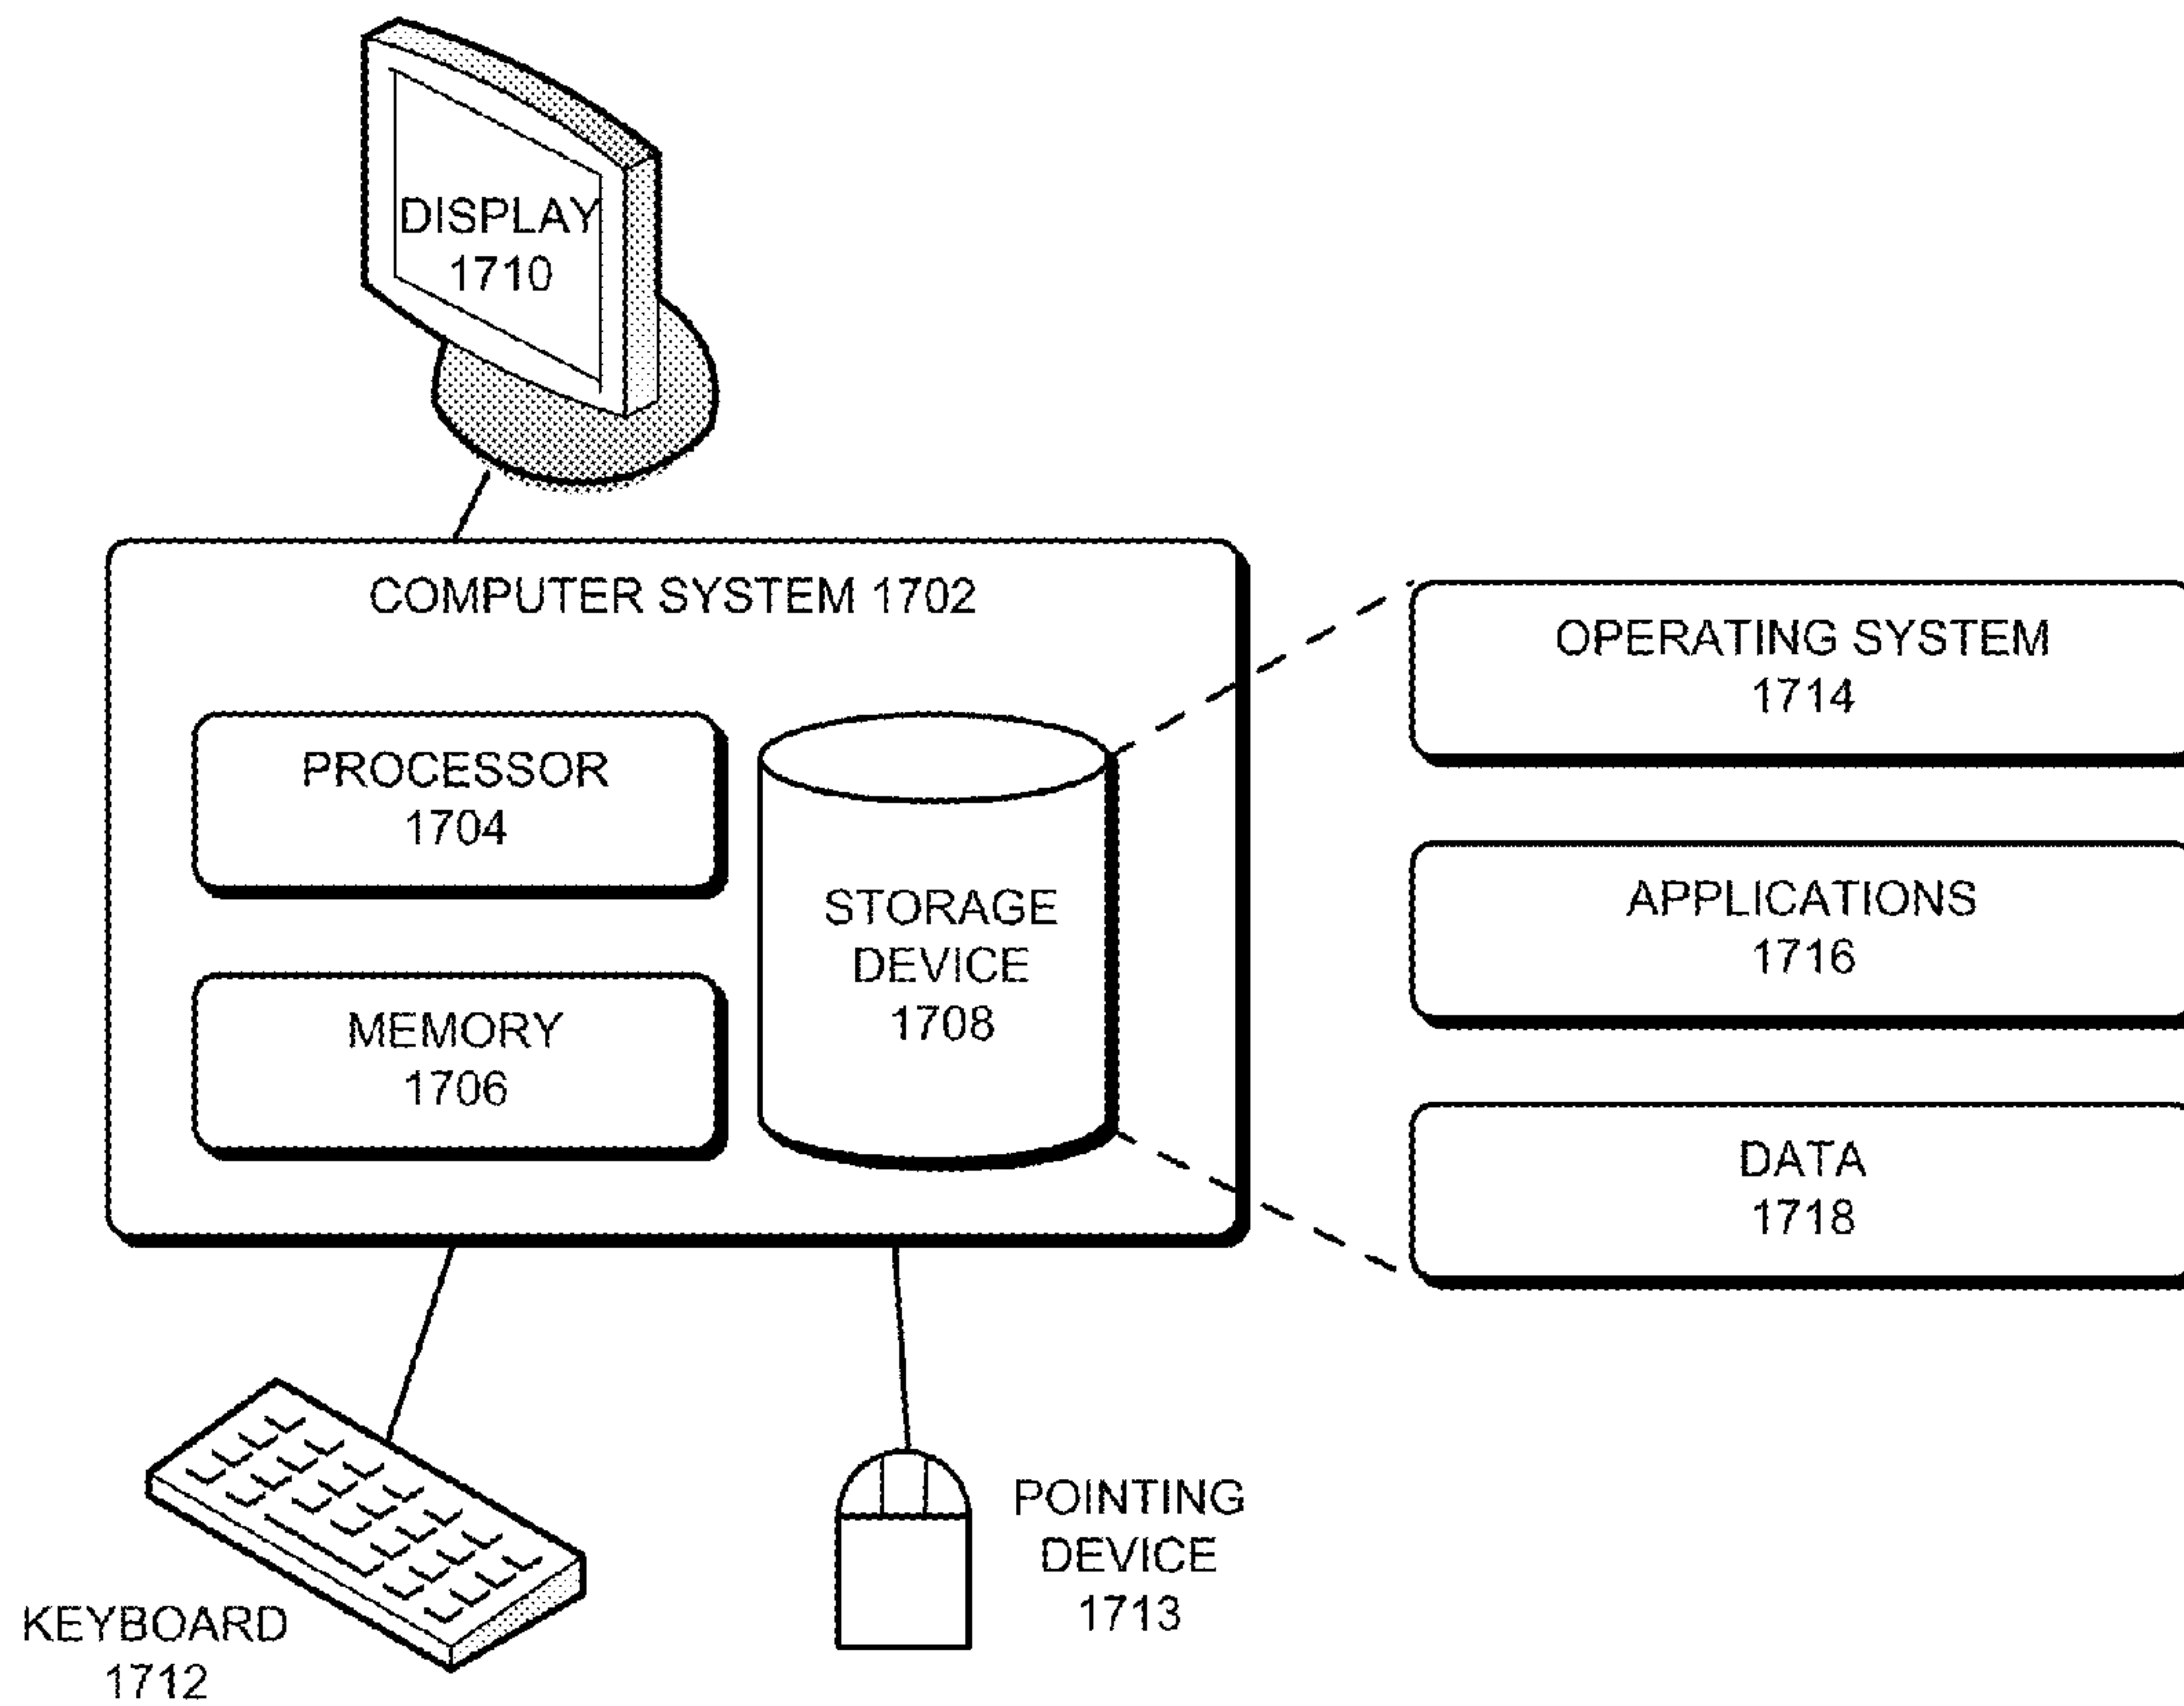 DISPLAY
1710
COMPUTER SYSTEM 1702
PROCESSOR
1704
MEMORY
1706
STORAGE
DEVICE
1708
OPERATING SYSTEM
1714
APPLICATIONS
1716
DATA
1718
KEYBOARD
1712
POINTING
DEVICE
1713